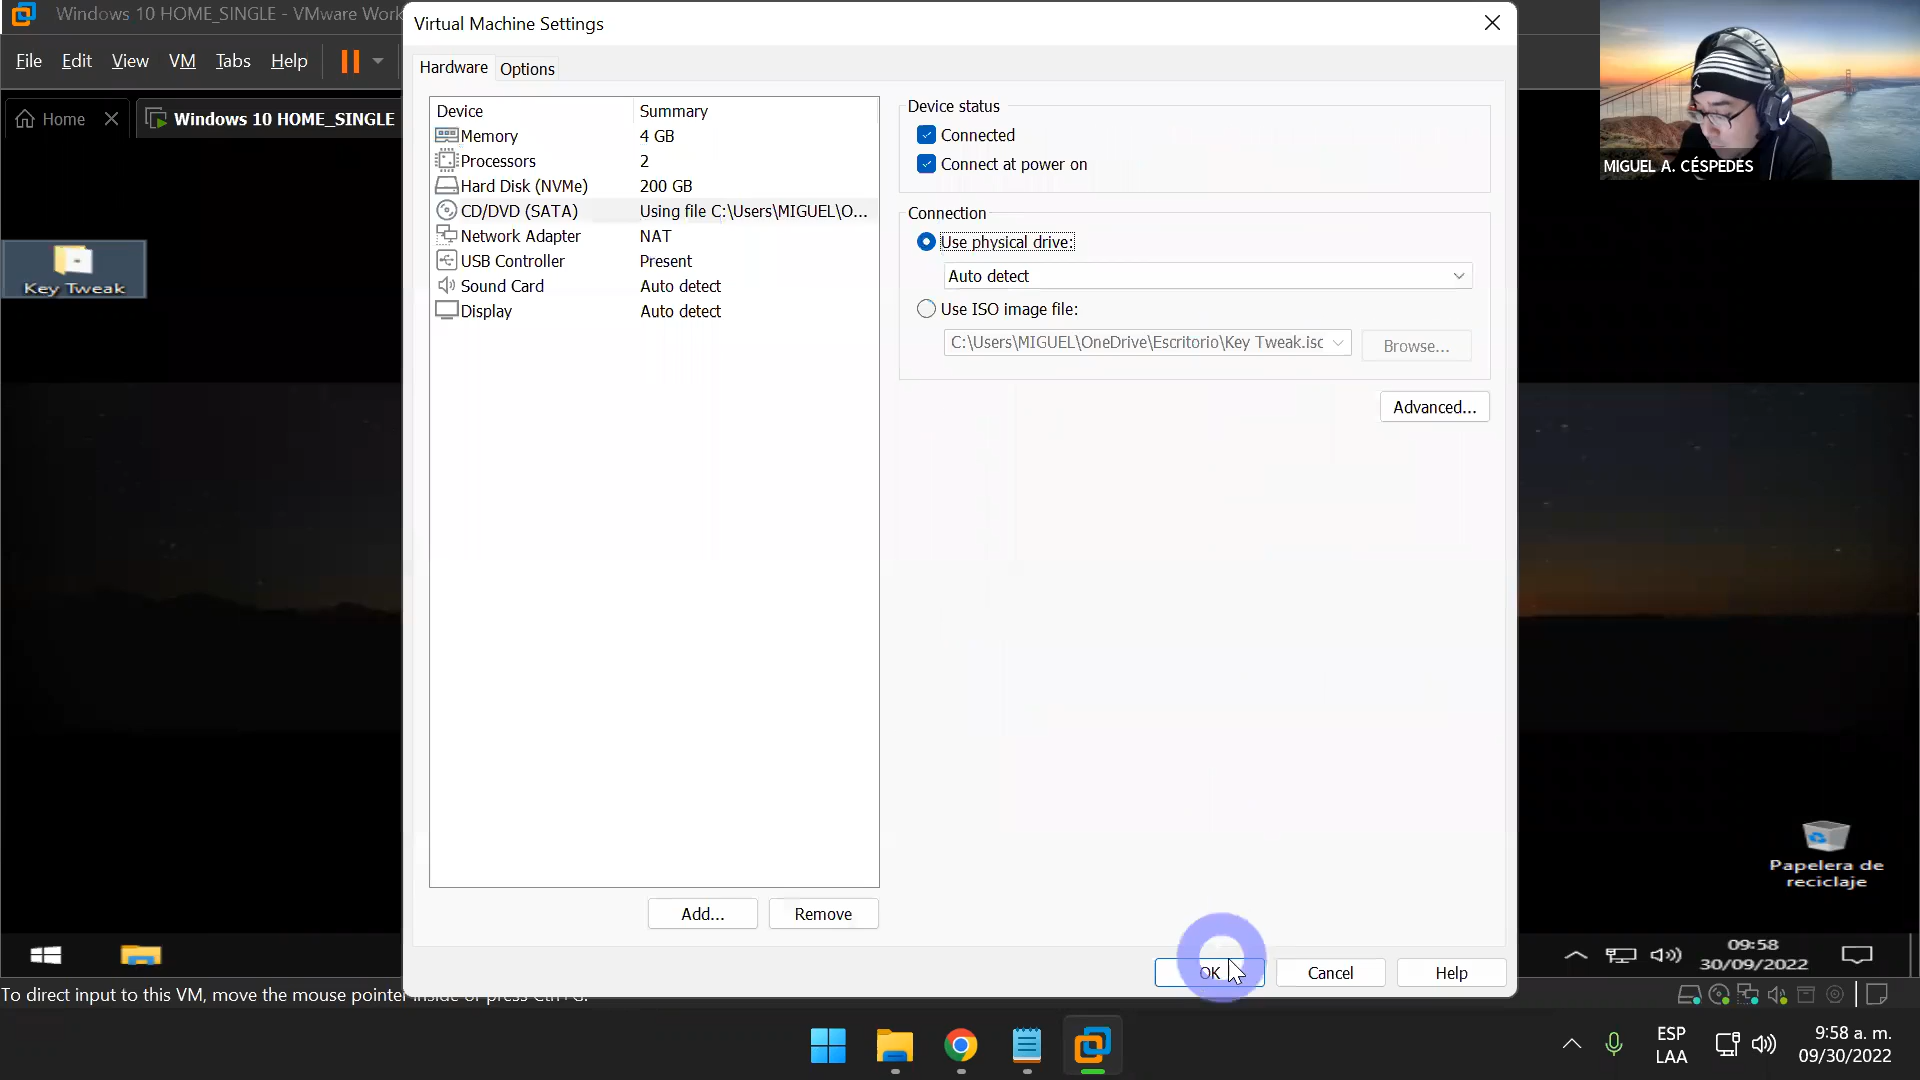 Windows 10 HOME_SINGLE - VMware Work
Virtual Machine Settings
File Edit View VM Tabs Help
Hardware Options
Home
Windows 10 HOME_SINGLE
Device Summary
Memory 4 GB
Processors 2
Hard Disk (NVMe) 200 GB
CD/DVD (SATA) Using file C:\Users\MIGUEL\O...
Network Adapter NAT
USB Controller Present
Sound Card Auto detect
Display Auto detect
Device status
Connected
Connect at power on
Connection
Use physical drive:
Auto detect
Use ISO image file:
C:\Users\MIGUEL\OneDrive\Escritorio\Key Tweak.isc
Browse...
Advanced...
MIGUEL A. CÉSPEDES
Key Tweak
Papelera de
reciclaje
Add... Remove
OK Cancel Help
09:58
30/09/2022
To direct input to this VM, move the mouse pointer inside or press Ctrl+G.
ESP
LAA
9:58 a. m.
09/30/2022